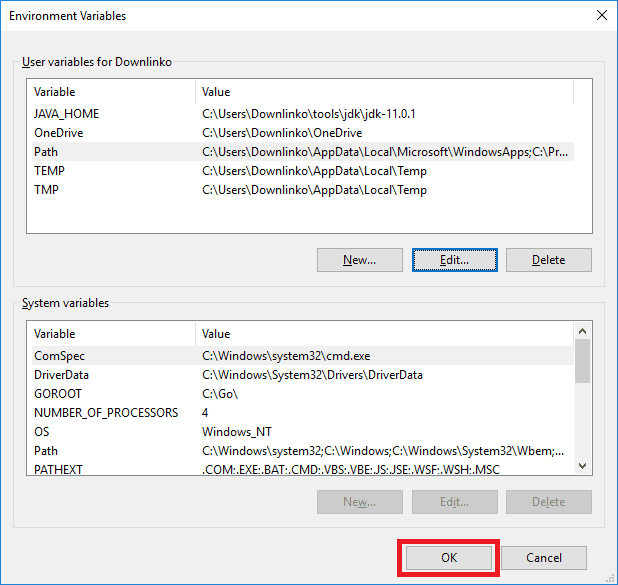 Environment Variables
User variables for Downlinko
Variable Value
JAVA_HOME C:\Users\Downlinko\tools\jdk\jdk-11.0.1
OneDrive C:\Users\Downlinko\OneDrive
Path C:\Users\Downlinko\AppData\Local\Microsoft\WindowsApps;C:\Pr...
TEMP C:\Users\Downlinko\AppData\Local\Temp
TMP C:\Users\Downlinko\AppData\Local\Temp
New... Edit... Delete
System variables
Variable Value
ComSpec C:\Windows\system32\cmd.exe
DriverData C:\Windows\System32\Drivers\DriverData
GOROOT C:\Go\
NUMBER_OF_PROCESSORS 4
OS Windows_NT
Path C:\Windows\system32;C:\Windows;C:\Windows\System32\Wbem;...
PATHEXT .COM;.EXE;.BAT;.CMD;.VBS;.VBE;.JS;.JSE;.WSF;.WSH;.MSC
New... Edit... Delete
OK Cancel